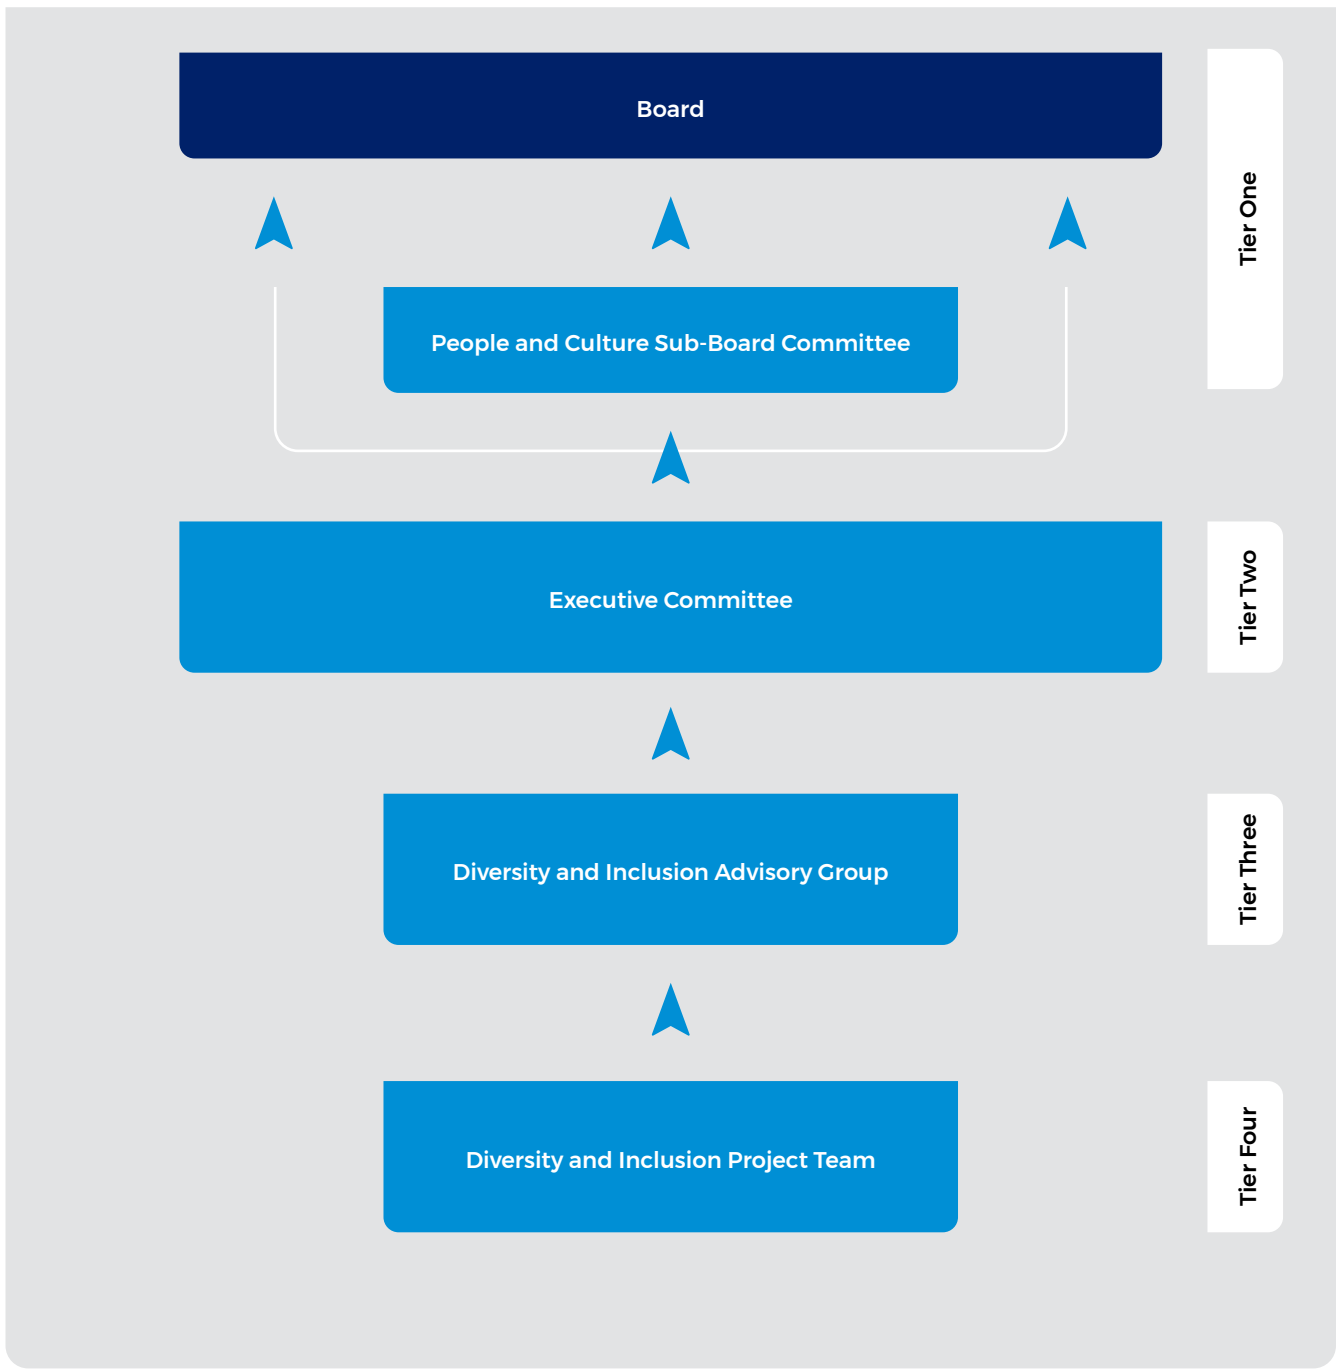 Board
Tier One
People and Culture Sub-Board Committee
Executive Committee
Tier Two
Diversity and Inclusion Advisory Group
Tier Three
Diversity and Inclusion Project Team
Tier Four